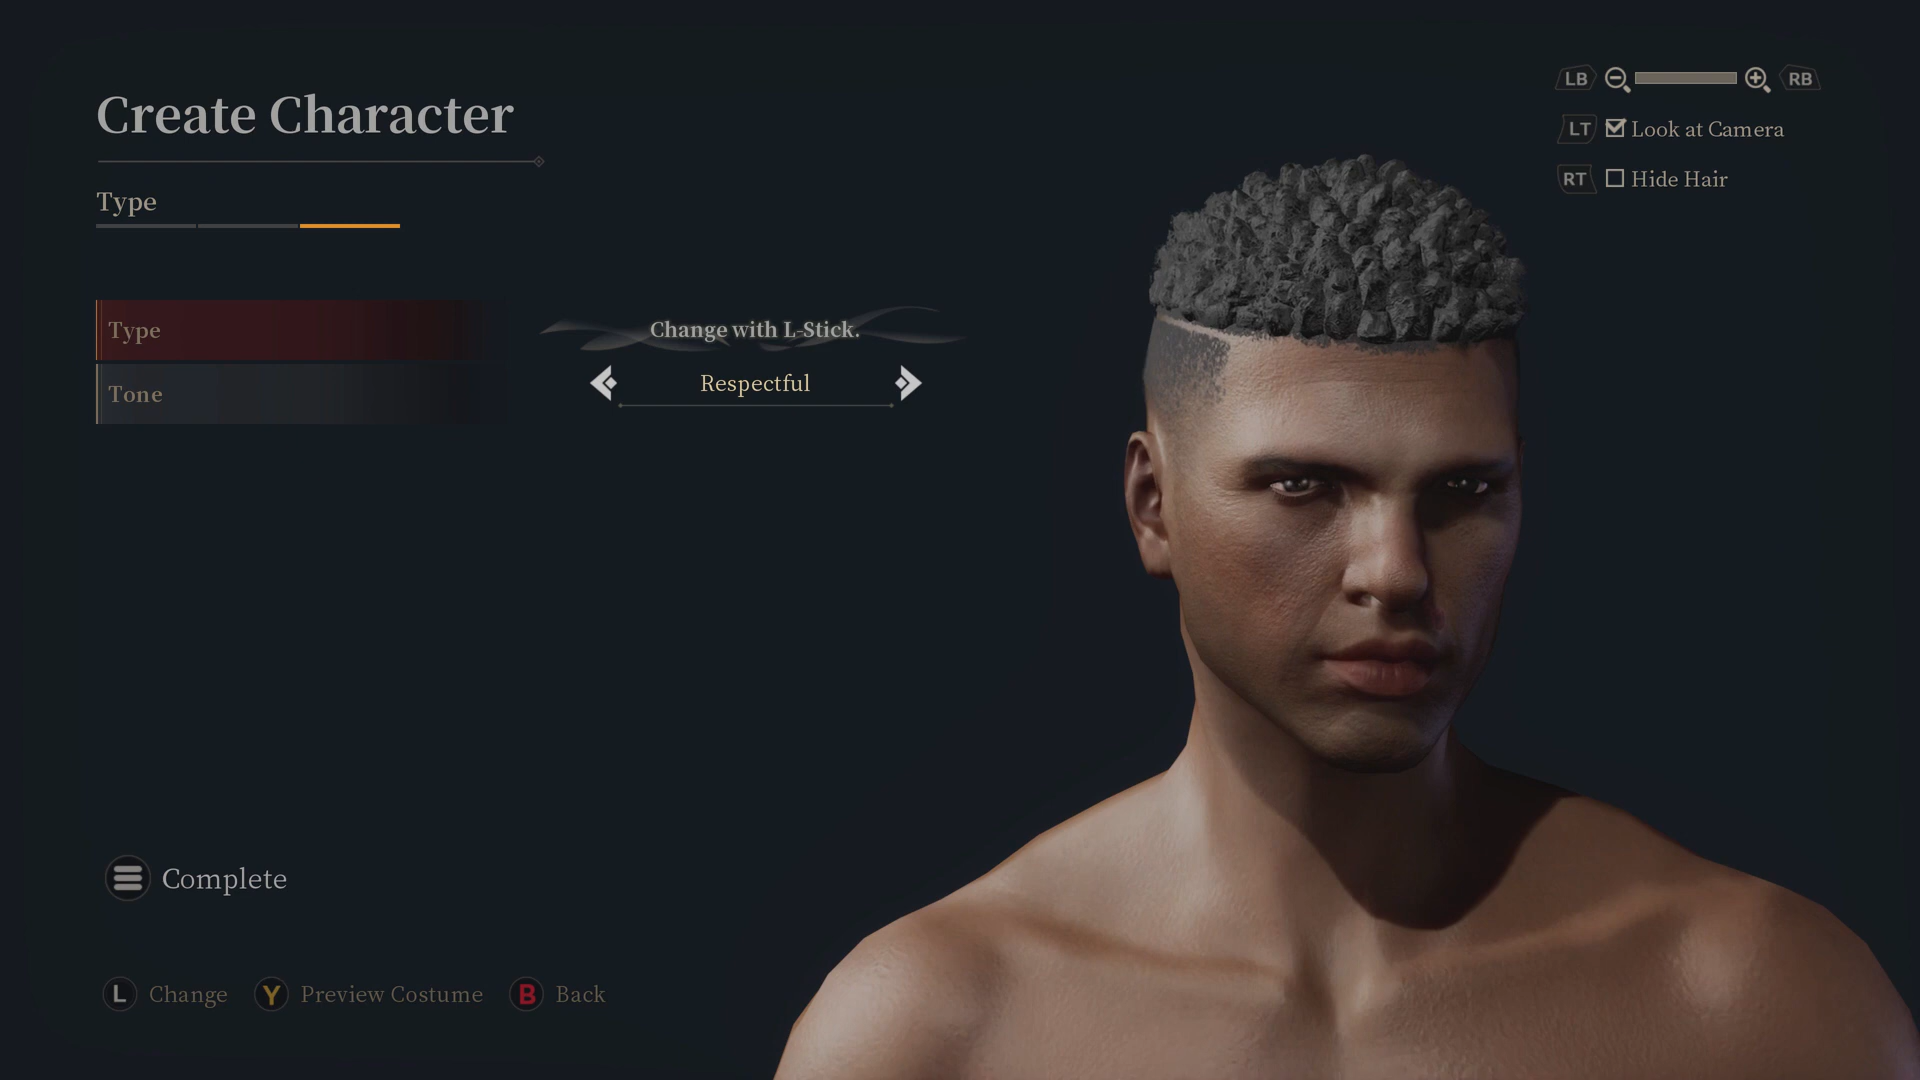 Create Character
LB RB
LT Look at Camera
RT Hide Hair
Type
Type
Change with L-Stick.
Respectful
Tone
Complete
L Change Y Preview Costume B Back